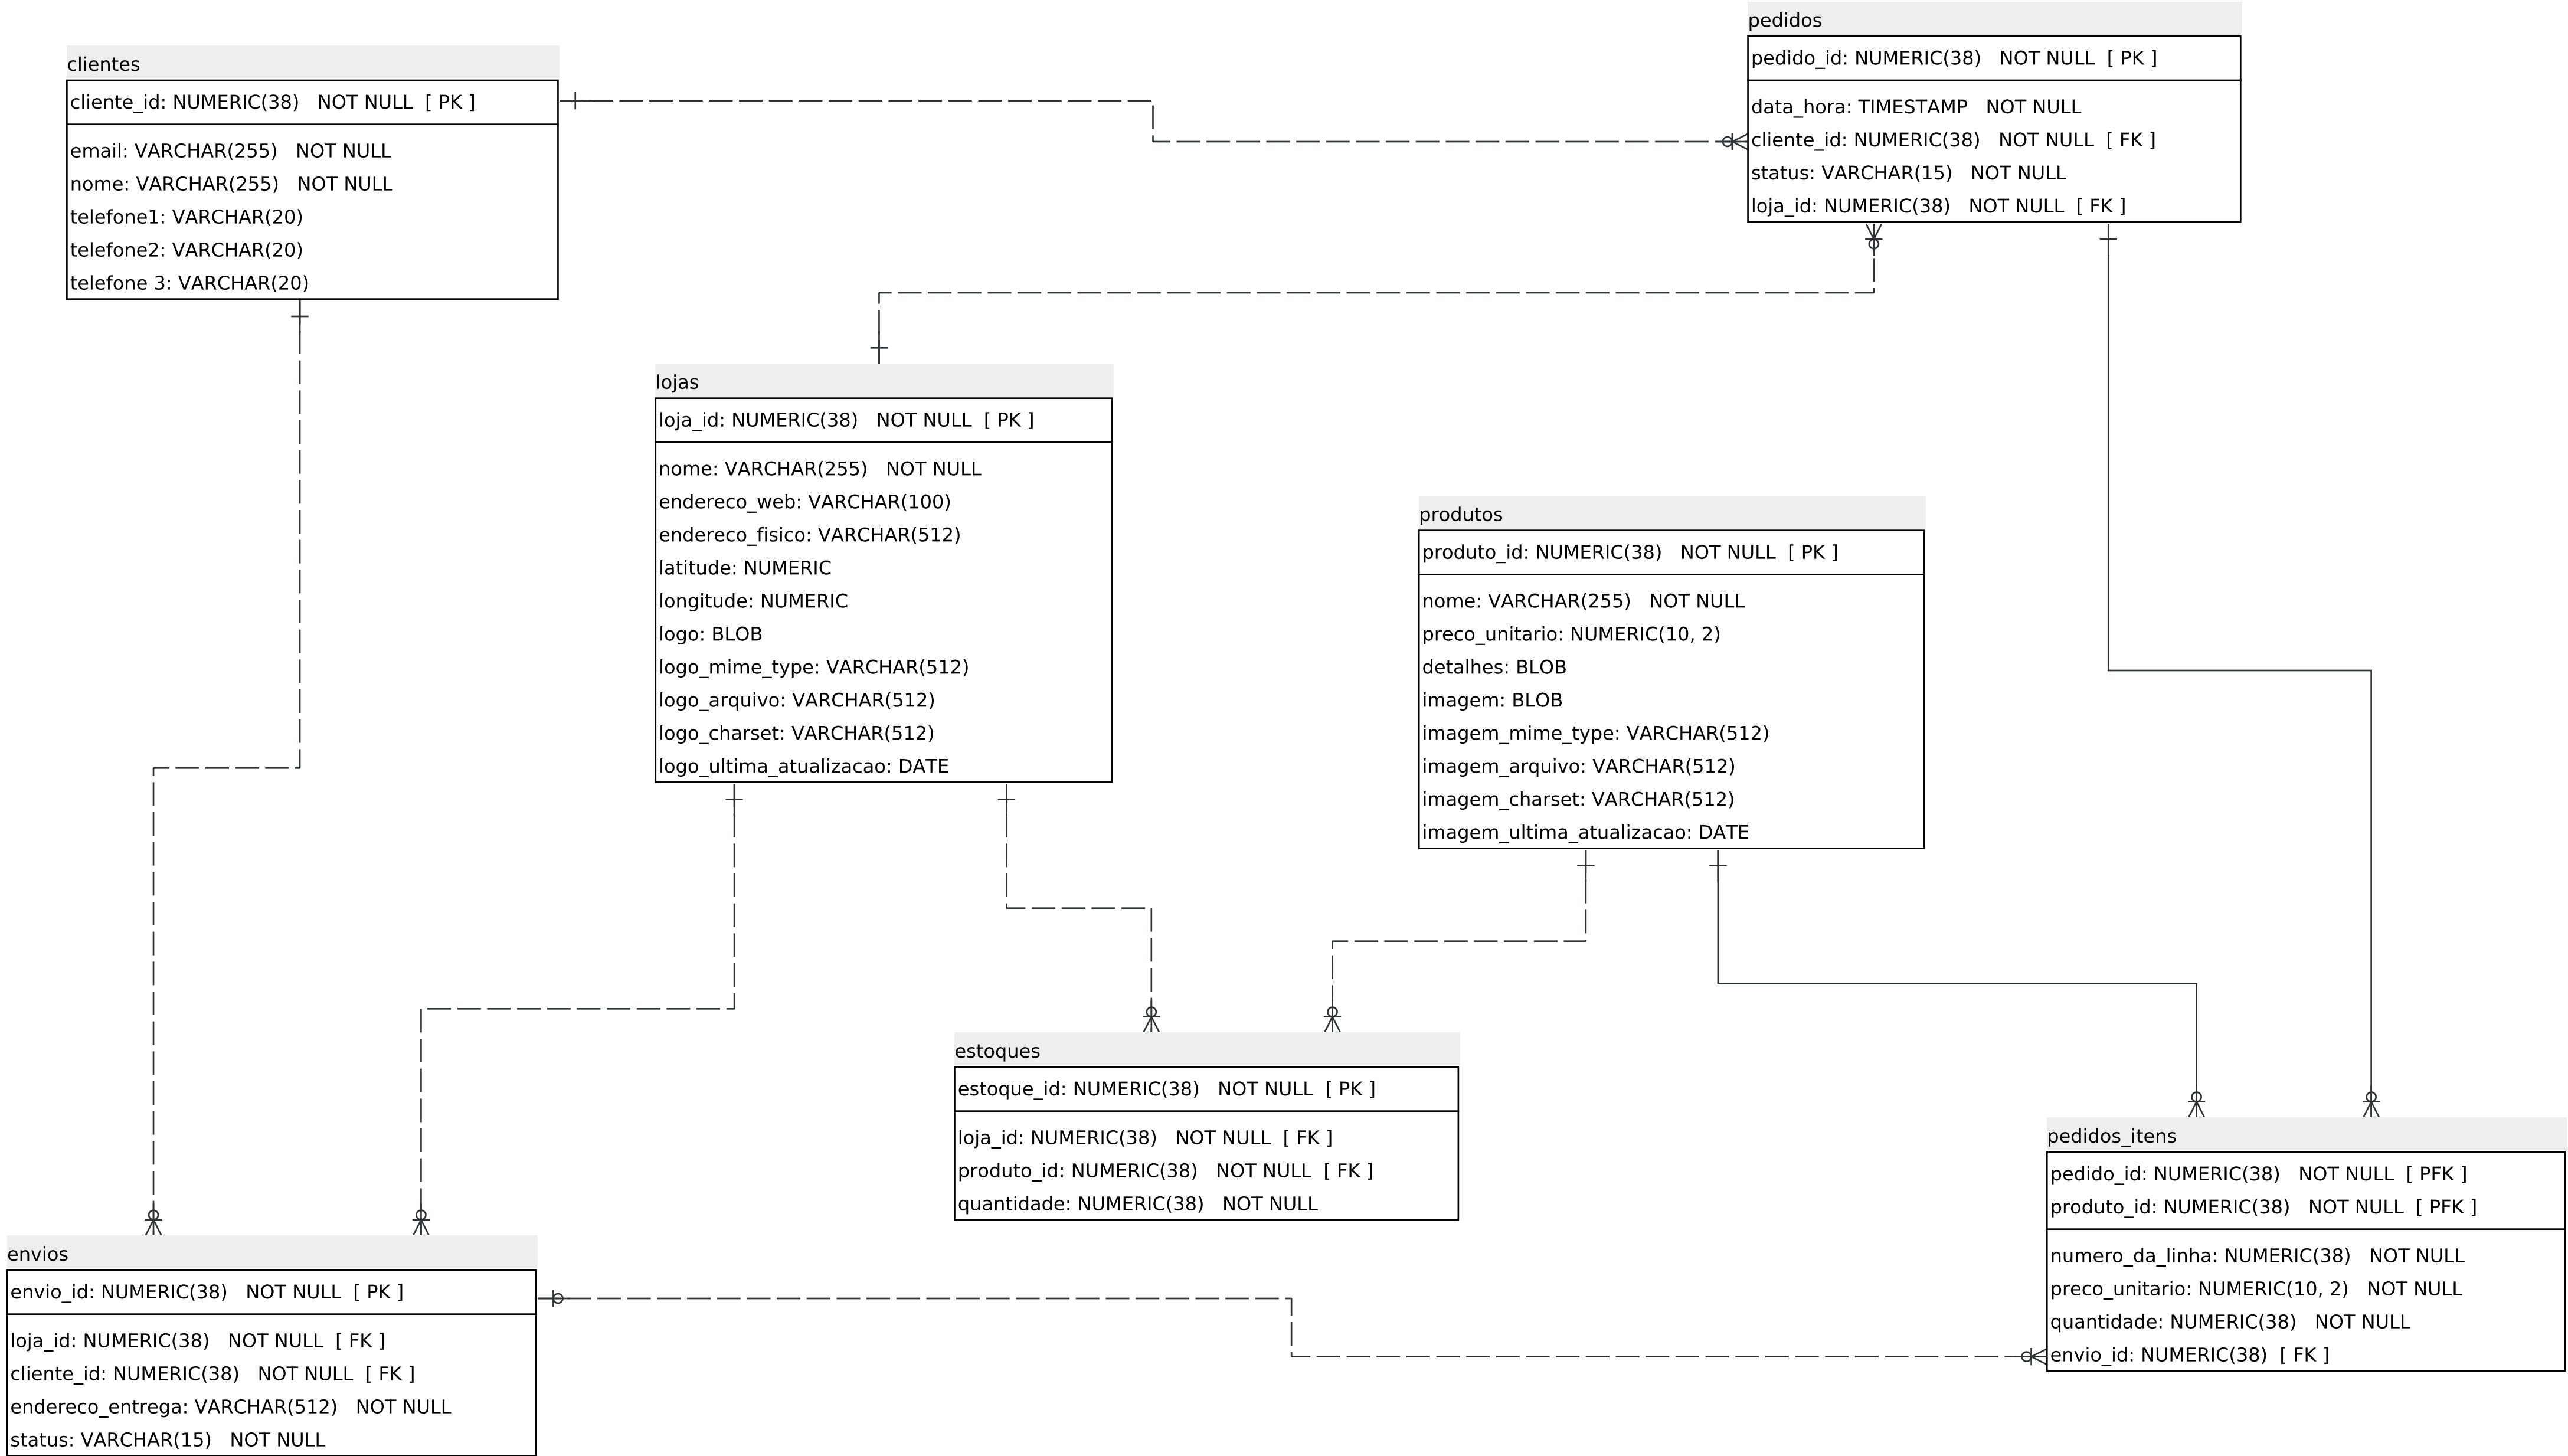 clientes
cliente_id: NUMERIC(38) NOT NULL [ PK ]
email: VARCHAR(255) NOT NULL
nome: VARCHAR(255) NOT NULL
telefone1: VARCHAR(20)
telefone2: VARCHAR(20)
telefone 3: VARCHAR(20)
pedidos
pedido_id: NUMERIC(38) NOT NULL [ PK ]
data_hora: TIMESTAMP NOT NULL
cliente_id: NUMERIC(38) NOT NULL [ FK ]
status: VARCHAR(15) NOT NULL
loja_id: NUMERIC(38) NOT NULL [ FK ]
lojas
loja_id: NUMERIC(38) NOT NULL [ PK ]
nome: VARCHAR(255) NOT NULL
endereco_web: VARCHAR(100)
endereco_fisico: VARCHAR(512)
latitude: NUMERIC
longitude: NUMERIC
logo: BLOB
logo_mime_type: VARCHAR(512)
logo_arquivo: VARCHAR(512)
logo_charset: VARCHAR(512)
logo_ultima_atualizacao: DATE
produtos
produto_id: NUMERIC(38) NOT NULL [ PK ]
nome: VARCHAR(255) NOT NULL
preco_unitario: NUMERIC(10, 2)
detalhes: BLOB
imagem: BLOB
imagem_mime_type: VARCHAR(512)
imagem_arquivo: VARCHAR(512)
imagem_charset: VARCHAR(512)
imagem_ultima_atualizacao: DATE
estoques
estoque_id: NUMERIC(38) NOT NULL [ PK ]
loja_id: NUMERIC(38) NOT NULL [ FK ]
produto_id: NUMERIC(38) NOT NULL [ FK ]
quantidade: NUMERIC(38) NOT NULL
pedidos_itens
pedido_id: NUMERIC(38) NOT NULL [ PFK ]
produto_id: NUMERIC(38) NOT NULL [ PFK ]
numero_da_linha: NUMERIC(38) NOT NULL
preco_unitario: NUMERIC(10, 2) NOT NULL
quantidade: NUMERIC(38) NOT NULL
envio_id: NUMERIC(38) [ FK ]
envios
envio_id: NUMERIC(38) NOT NULL [ PK ]
loja_id: NUMERIC(38) NOT NULL [ FK ]
cliente_id: NUMERIC(38) NOT NULL [ FK ]
endereco_entrega: VARCHAR(512) NOT NULL
status: VARCHAR(15) NOT NULL